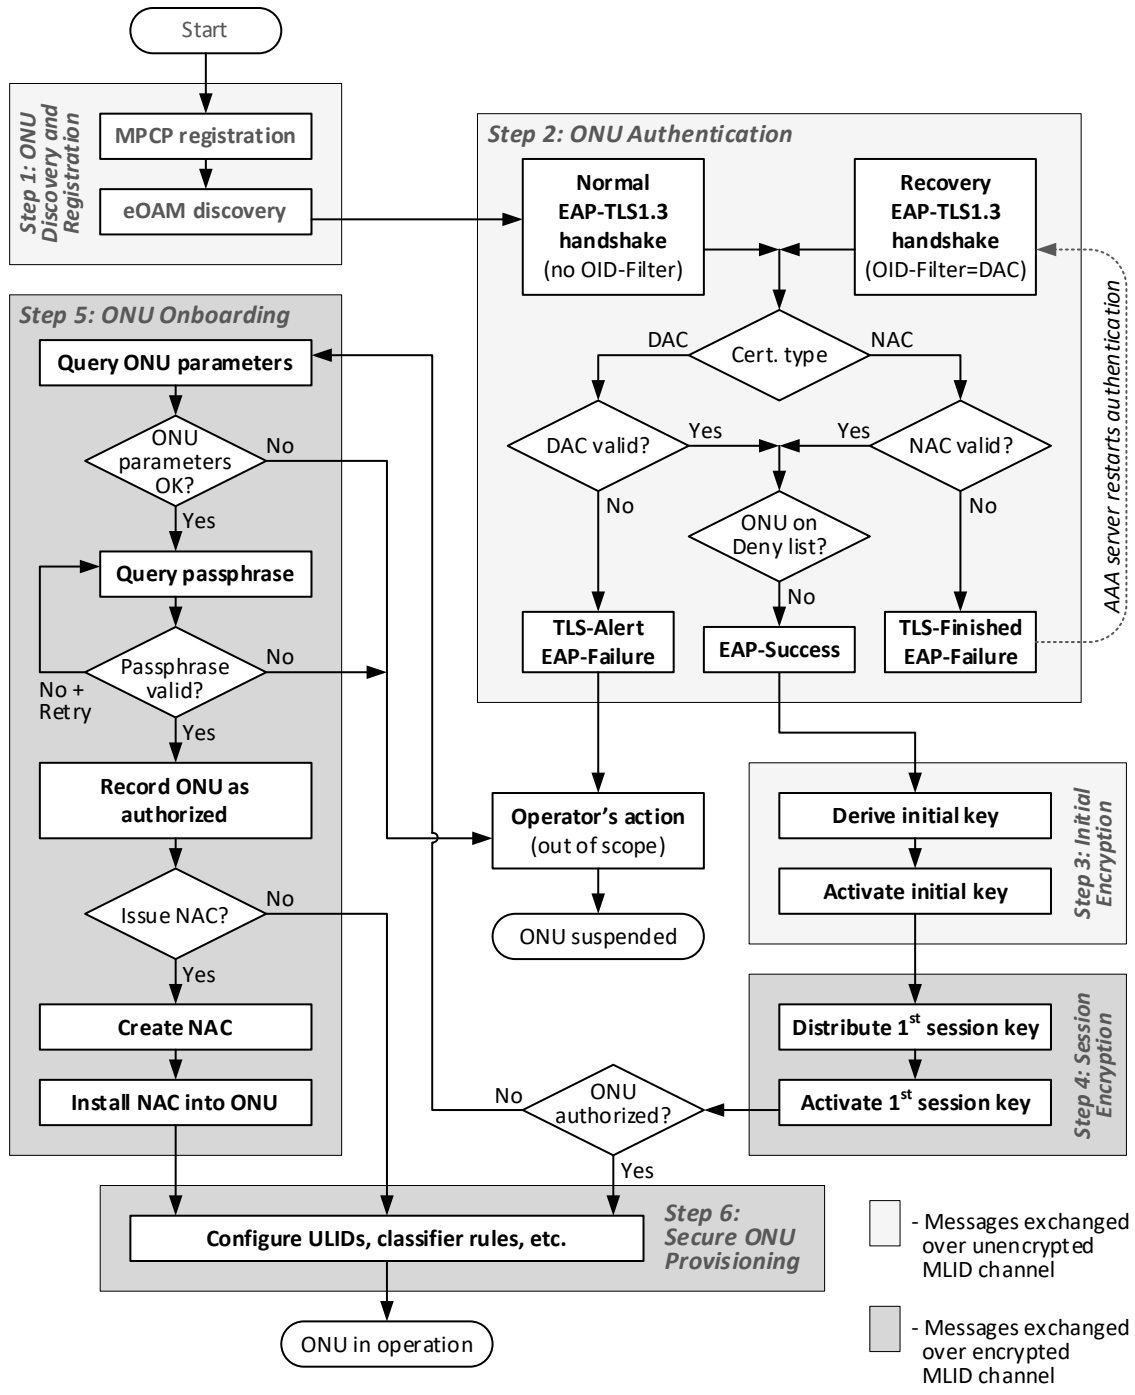 Start
Step 1: ONU
Discovery and
Registration
MPCP registration
eOAM discovery
Step 2: ONU Authentication
Normal
EAP-TLS1.3
handshake
(no OID-Filter)
Recovery
EAP-TLS1.3
handshake
(OID-Filter=DAC)
AAA server restarts authentication
DAC
Cert. type
NAC
DAC valid?
Yes
Yes
NAC valid?
No
ONU on
Deny list?
No
No
TLS-Alert
EAP-Failure
EAP-Success
TLS-Finished
EAP-Failure
Step 5: ONU Onboarding
Query ONU parameters
ONU
parameters
OK?
No
Yes
Query passphrase
Passphrase
valid?
No
No +
Retry
Yes
Record ONU as
authorized
Issue NAC?
No
Yes
Create NAC
Install NAC into ONU
Operator's action
(out of scope)
ONU suspended
Step 3: Initial
Encryption
Derive initial key
Activate initial key
Step 4: Session
Encryption
Distribute 1st session key
Activate 1st session key
ONU
authorized?
No
Yes
Step 6:
Secure ONU
Provisioning
Configure ULIDs, classifier rules, etc.
ONU in operation
- Messages exchanged
over unencrypted
MLID channel
- Messages exchanged
over encrypted
MLID channel